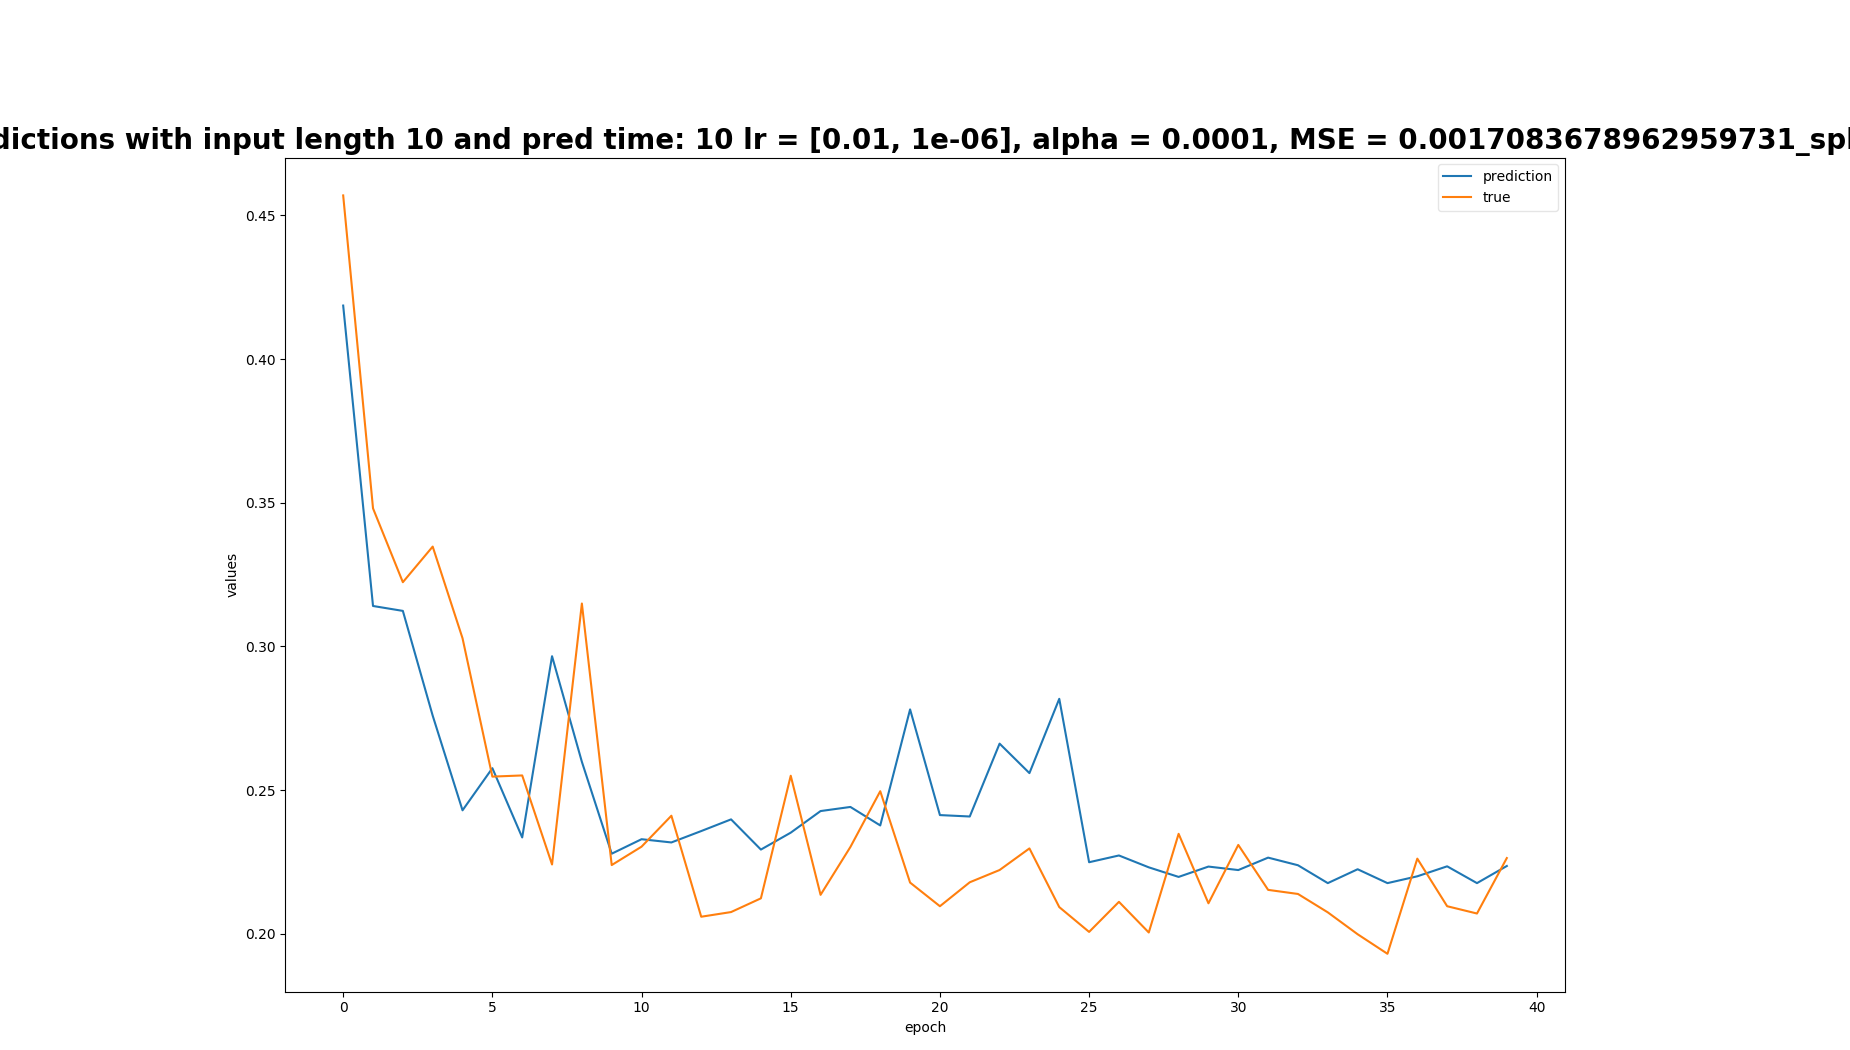 dictions with input length 10 and pred time: 10 lr = [0.01, 1e-06], alpha = 0.0001, MSE = 0.0017083678962959731_spl
prediction
true
0.45
0.40
0.35
0.30
0.25
0.20
values
0 5 10 15 20 25 30 35 40
epoch